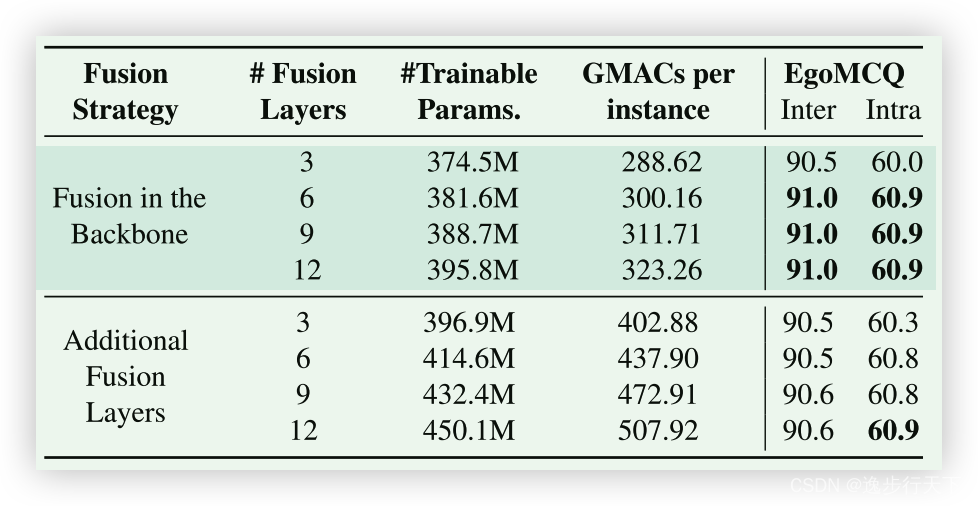 Fusion Strategy # Fusion Layers #Trainable Params. GMACs per instance EgoMCQ
Inter Intra
Fusion in the Backbone
3 374.5M 288.62 90.5 60.0
6 381.6M 300.16 91.0 60.9
9 388.7M 311.71 91.0 60.9
12 395.8M 323.26 91.0 60.9
Additional Fusion Layers
3 396.9M 402.88 90.5 60.3
6 414.6M 437.90 90.5 60.8
9 432.4M 472.91 90.6 60.8
12 450.1M 507.92 90.6 60.9
CSDN @逸步行天下